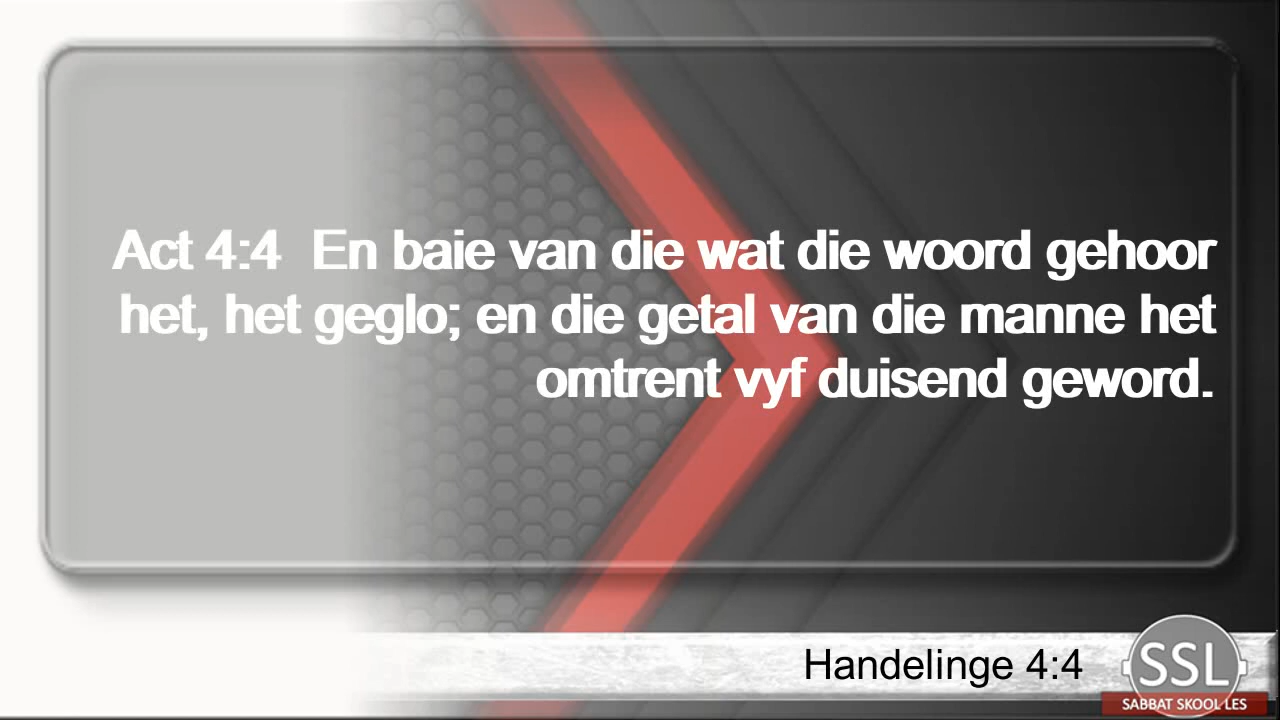 Act 4:4  En baie van die wat die woord gehoor
het, het geglo; en die getal van die manne het
omtrent vyf duisend geword.
Handelinge 4:4
SSL
SABBAT SKOOL LES